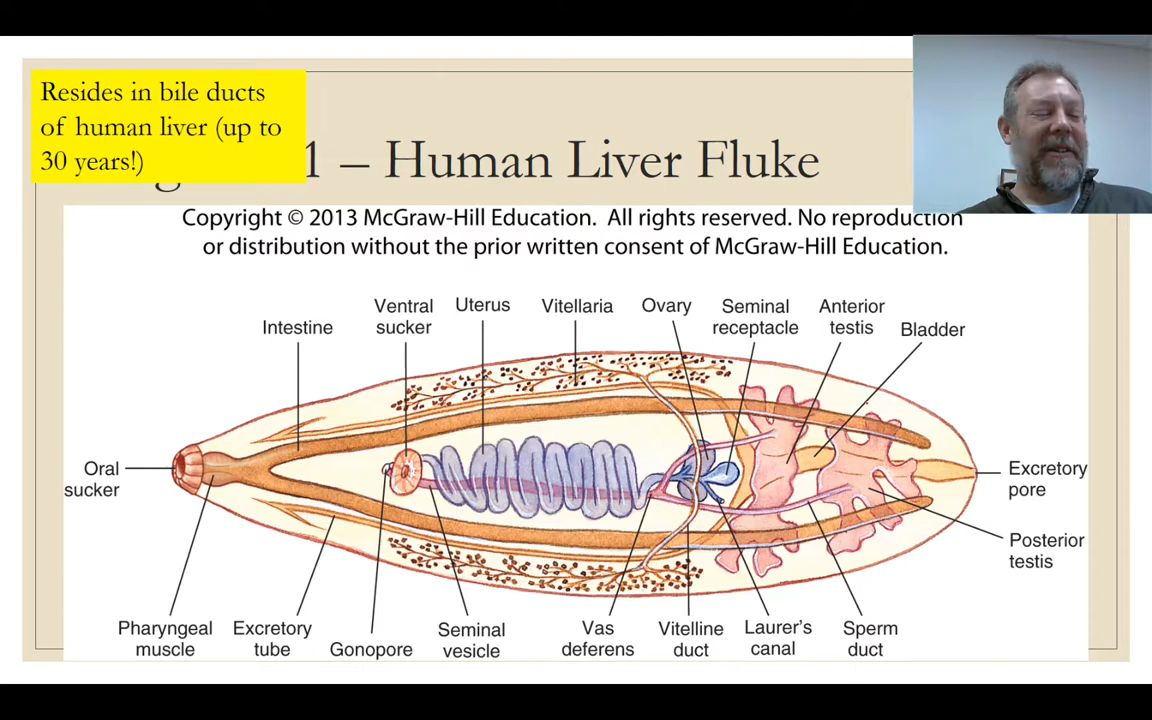 Resides in bile ducts
of human liver (up to
30 years!)
1 – Human Liver Fluke
Copyright © 2013 McGraw-Hill Education. All rights reserved. No reproduction
or distribution without the prior written consent of McGraw-Hill Education.
Ventral
sucker
Uterus
Vitellaria
Ovary
Seminal
receptacle
Anterior
testis
Intestine
Bladder
Oral
sucker
Excretory
pore
Posterior
testis
Pharyngeal
muscle
Excretory
tube
Gonopore
Seminal
vesicle
Vas
deferens
Vitelline
duct
Laurer's
canal
Sperm
duct